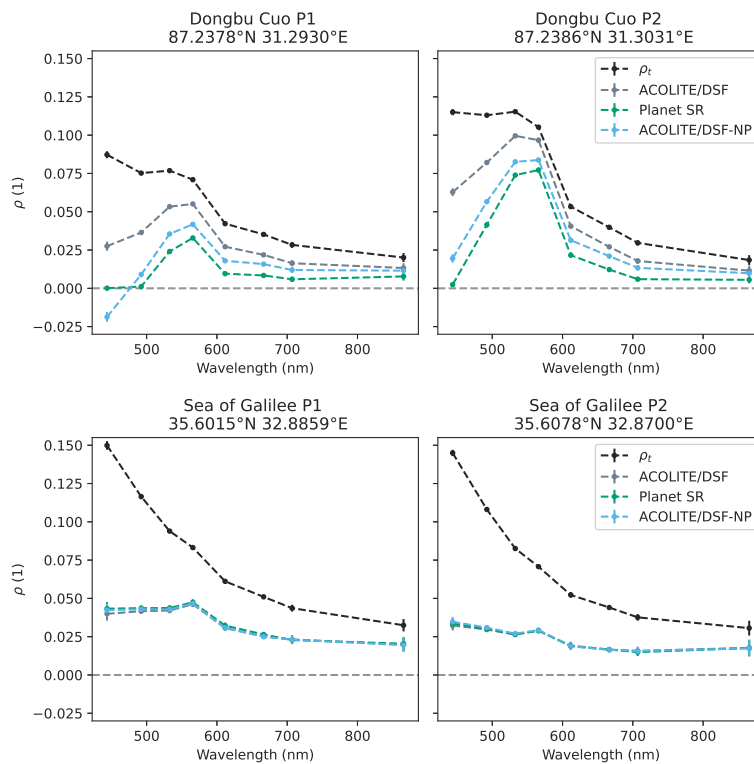 Dongbu Cuo P1
87.2378°N 31.2930°E
Dongbu Cuo P2
87.2386°N 31.3031°E
0.150
0.125
0.100
0.075
0.050
0.025
0.000
−0.025
ρ (1)
ρt
ACOLITE/DSF
Planet SR
ACOLITE/DSF-NP
500 600 700 800
Wavelength (nm)
500 600 700 800
Wavelength (nm)
Sea of Galilee P1
35.6015°N 32.8859°E
Sea of Galilee P2
35.6078°N 32.8700°E
0.150
0.125
0.100
0.075
0.050
0.025
0.000
−0.025
ρ (1)
ρt
ACOLITE/DSF
Planet SR
ACOLITE/DSF-NP
500 600 700 800
Wavelength (nm)
500 600 700 800
Wavelength (nm)